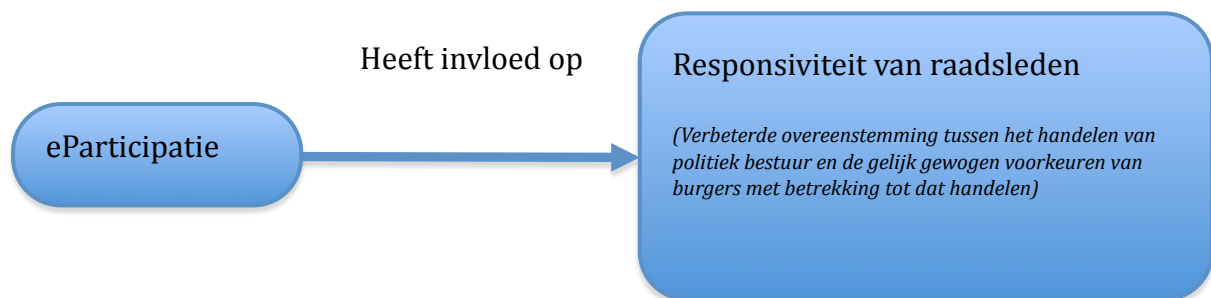 Heeft invloed op
eParticipatie
Responsiviteit van raadsleden
(Verbeterde overeenstemming tussen het handelen van
politiek bestuur en de gelijk gewogen voorkeuren van
burgers met betrekking tot dat handelen)